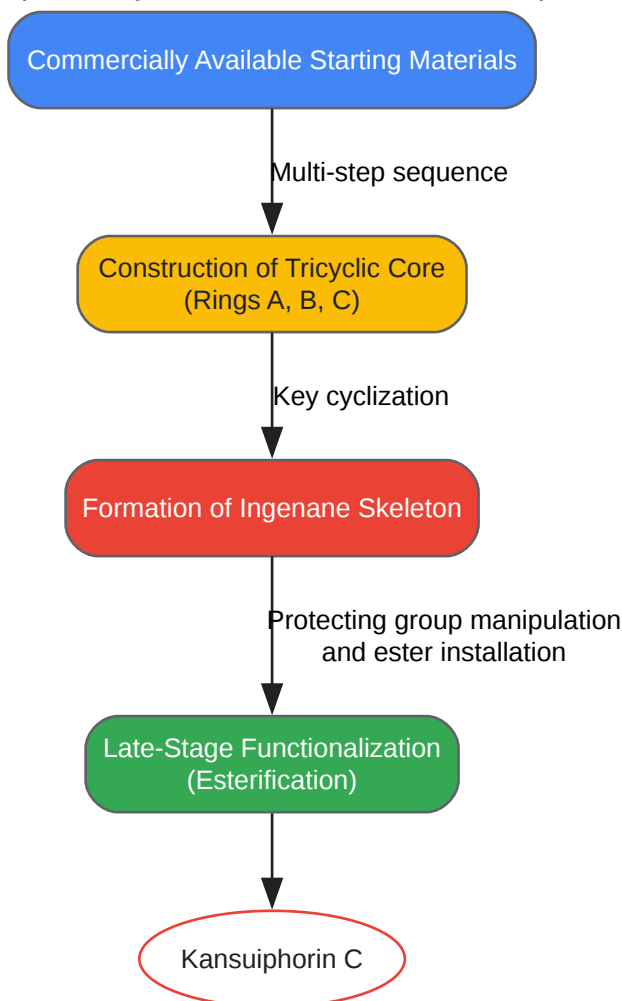 Commercially Available Starting Materials
Multi-step sequence
Construction of Tricyclic Core
(Rings A, B, C)
Key cyclization
Formation of Ingenane Skeleton
Protecting group manipulation
and ester installation
Late-Stage Functionalization
(Esterification)
Kansuiphorin C